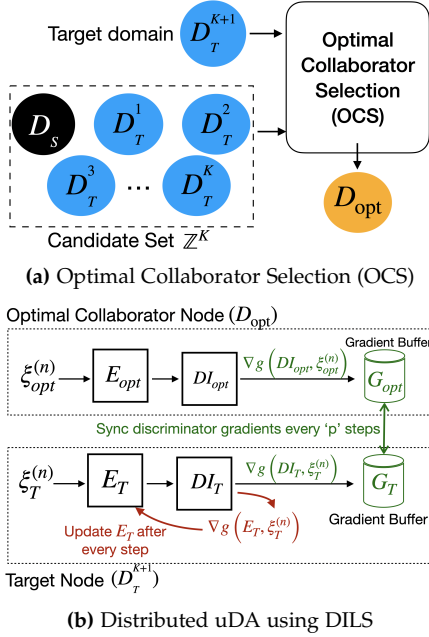 Target domain
D_T^{K+1}
Optimal
Collaborator
Selection
(OCS)
D_S
D_T^1
D_T^2
D_T^3
...
D_T^K
D_opt
Candidate Set ℤ^K
(a) Optimal Collaborator Selection (OCS)
Optimal Collaborator Node (D_opt)
Gradient Buffer
ξ_opt^(n)
E_opt
DI_opt
∇g(DI_opt, ξ_opt^(n))
G_opt
Sync discriminator gradients every 'p' steps
ξ_T^(n)
E_T
DI_T
∇g(DI_T, ξ_T^(n))
G_T
Gradient Buffer
Update E_T after
every step
∇g(E_T, ξ_T^(n))
Target Node (D_T^{K+1})
(b) Distributed uDA using DILS